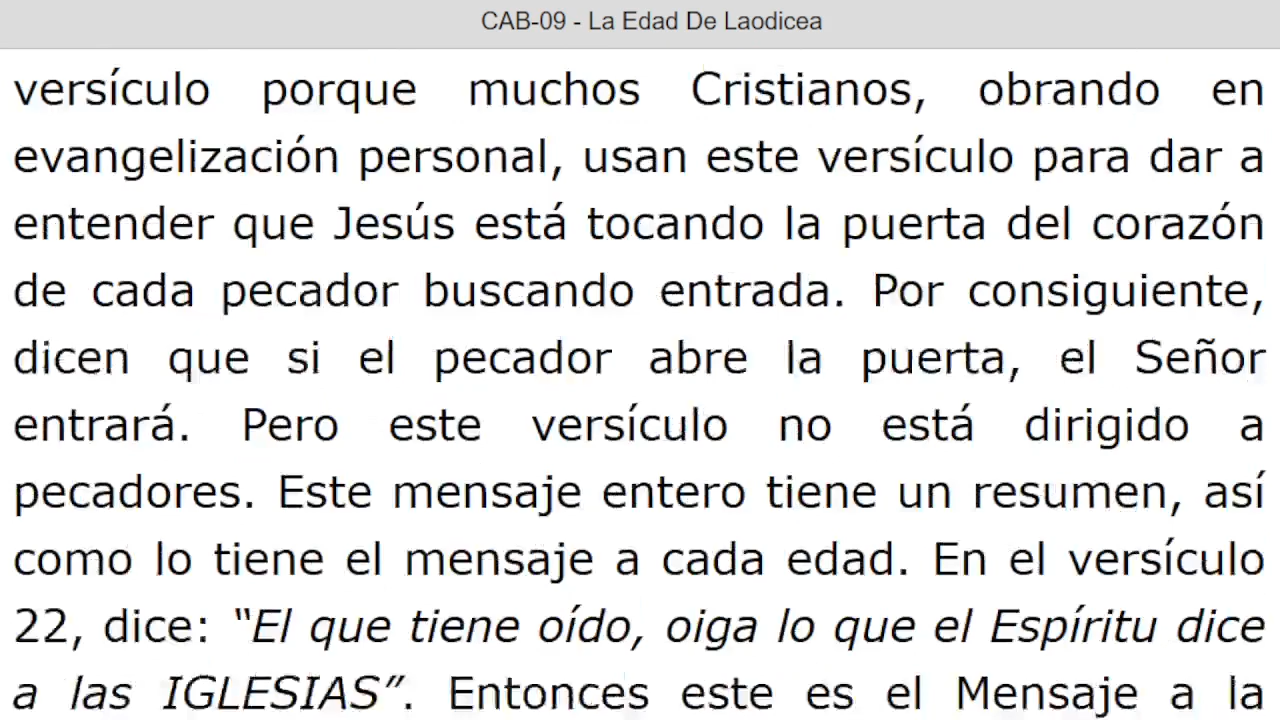 CAB-09 - La Edad De Laodicea
versículo porque muchos Cristianos, obrando en
evangelización personal, usan este versículo para dar a
entender que Jesús está tocando la puerta del corazón
de cada pecador buscando entrada. Por consiguiente,
dicen que si el pecador abre la puerta, el Señor
entrará. Pero este versículo no está dirigido a
pecadores. Este mensaje entero tiene un resumen, así
como lo tiene el mensaje a cada edad. En el versículo
22, dice: “El que tiene oído, oiga lo que el Espíritu dice
a las IGLESIAS”. Entonces este es el Mensaje a la